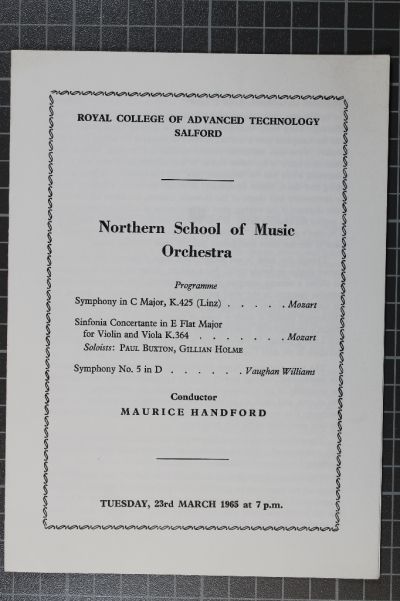 ROYAL COLLEGE OF ADVANCED TECHNOLOGY
SALFORD
Northern School of Music
Orchestra
Programme
Symphony in C Major, K.425 (Linz) . . . . . Mozart
Sinfonia Concertante in E Flat Major
for Violin and Viola K.364 . . . . . . . Mozart
Soloists: PAUL BUXTON, GILLIAN HOLME
Symphony No. 5 in D . . . . . . Vaughan Williams
Conductor
MAURICE HANDFORD
TUESDAY, 23rd MARCH 1965 at 7 p.m.